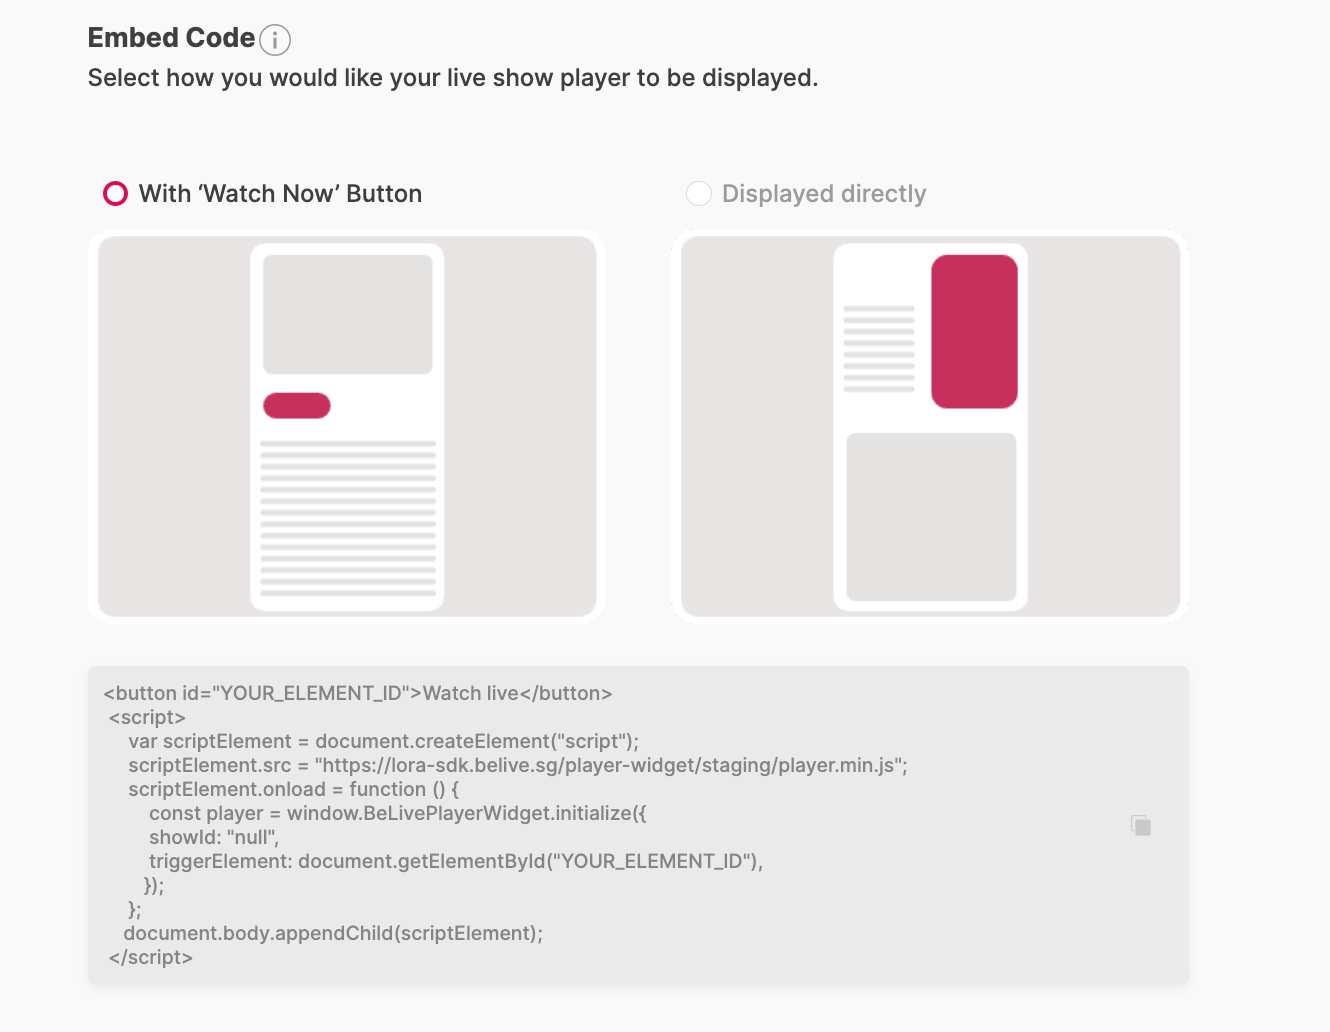 Embed Code
Select how you would like your live show player to be displayed.
With ‘Watch Now’ Button
Displayed directly
<button id="YOUR_ELEMENT_ID">Watch live</button>
<script>
var scriptElement = document.createElement("script");
scriptElement.src = "https://lora-sdk.belive.sg/player-widget/staging/player.min.js";
scriptElement.onload = function () {
const player = window.BeLivePlayerWidget.initialize({
showId: "null",
triggerElement: document.getElementById("YOUR_ELEMENT_ID"),
});
};
document.body.appendChild(scriptElement);
</script>